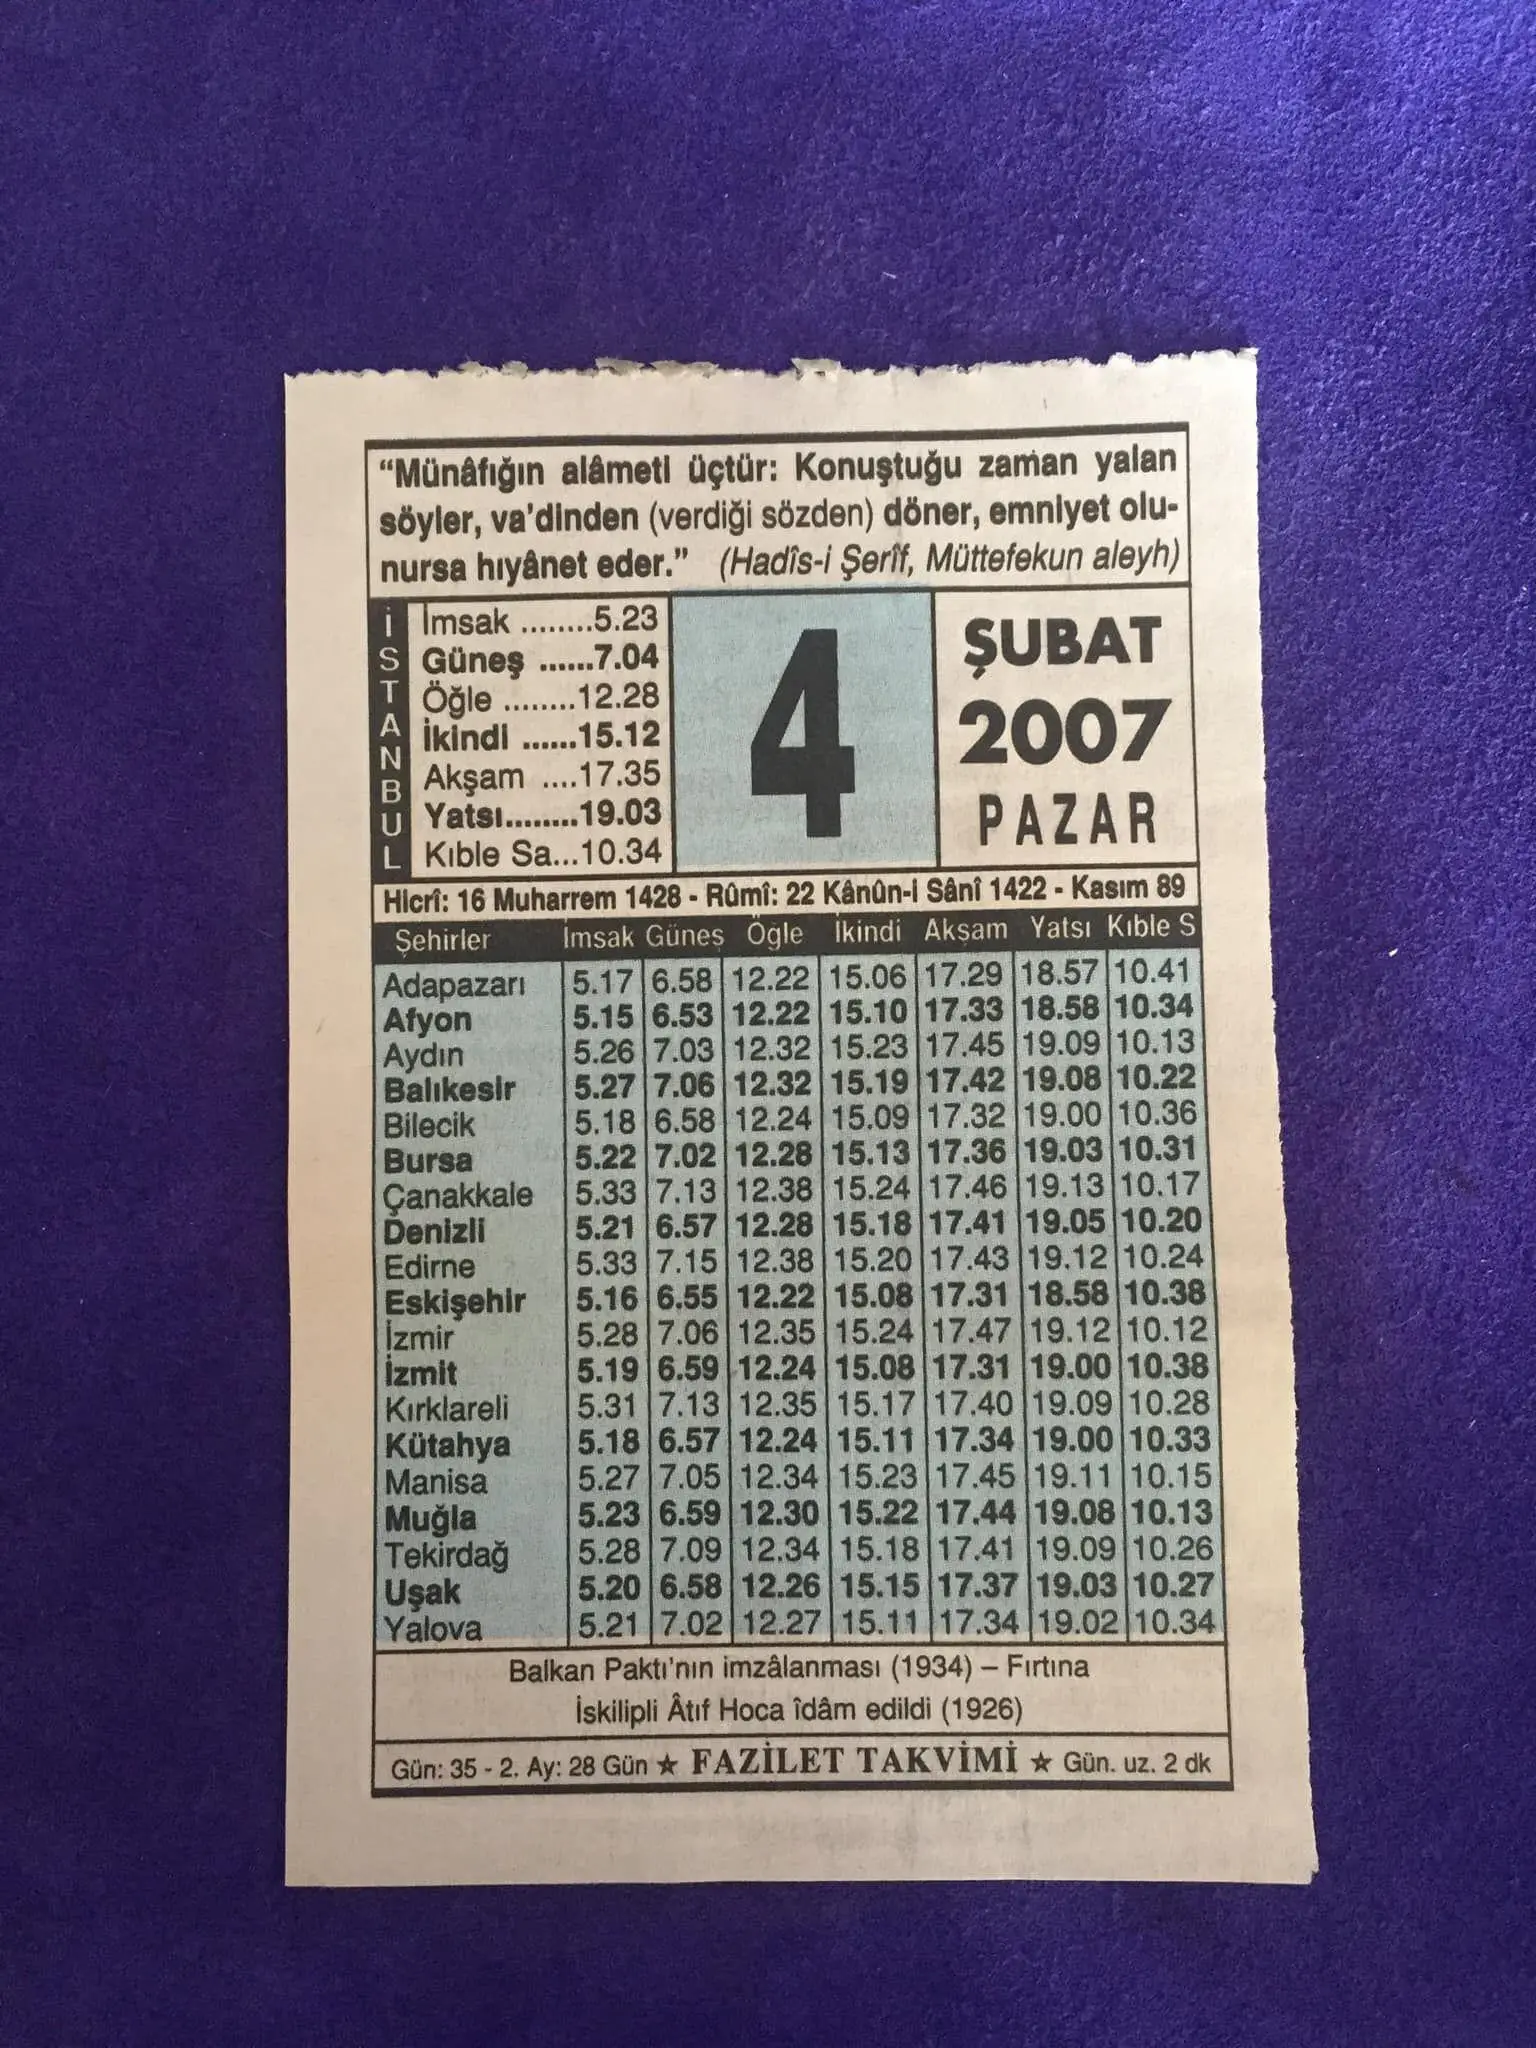 “Münâfığın alâmeti üçtür: Konuştuğu zaman yalan
söyler, va’dinden (verdiği sözden) döner, emniyet olu-
nursa hıyânet eder.” (Hadîs-i Şerîf, Müttefekun aleyh)
İSTANBUL
İmsak ........5.23
Güneş ......7.04
Öğle ........12.28
İkindi ......15.12
Akşam ....17.35
Yatsı........19.03
Kıble Sa...10.34
4
ŞUBAT
2007
PAZAR
Hicrî: 16 Muharrem 1428 - Rûmî: 22 Kânûn-i Sânî 1422 - Kasım 89
Şehirler İmsak Güneş Öğle İkindi Akşam Yatsı Kıble S
Adapazarı 5.17 6.58 12.22 15.06 17.29 18.57 10.41
Afyon 5.15 6.53 12.22 15.10 17.33 18.58 10.34
Aydın 5.26 7.03 12.32 15.23 17.45 19.09 10.13
Balıkesir 5.27 7.06 12.32 15.19 17.42 19.08 10.22
Bilecik 5.18 6.58 12.24 15.09 17.32 19.00 10.36
Bursa 5.22 7.02 12.28 15.13 17.36 19.03 10.31
Çanakkale 5.33 7.13 12.38 15.24 17.46 19.13 10.17
Denizli 5.21 6.57 12.28 15.18 17.41 19.05 10.20
Edirne 5.33 7.15 12.38 15.20 17.43 19.12 10.24
Eskişehir 5.16 6.55 12.22 15.08 17.31 18.58 10.38
İzmir 5.28 7.06 12.35 15.24 17.47 19.12 10.12
İzmit 5.19 6.59 12.24 15.08 17.31 19.00 10.38
Kırklareli 5.31 7.13 12.35 15.17 17.40 19.09 10.28
Kütahya 5.18 6.57 12.24 15.11 17.34 19.00 10.33
Manisa 5.27 7.05 12.34 15.23 17.45 19.11 10.15
Muğla 5.23 6.59 12.30 15.22 17.44 19.08 10.13
Tekirdağ 5.28 7.09 12.34 15.18 17.41 19.09 10.26
Uşak 5.20 6.58 12.26 15.15 17.37 19.03 10.27
Yalova 5.21 7.02 12.27 15.11 17.34 19.02 10.34
Balkan Paktı’nın imzâlanması (1934) – Fırtına
İskilipli Âtıf Hoca îdâm edildi (1926)
Gün: 35 - 2. Ay: 28 Gün ★ FAZİLET TAKVİMİ ★ Gün. uz. 2 dk